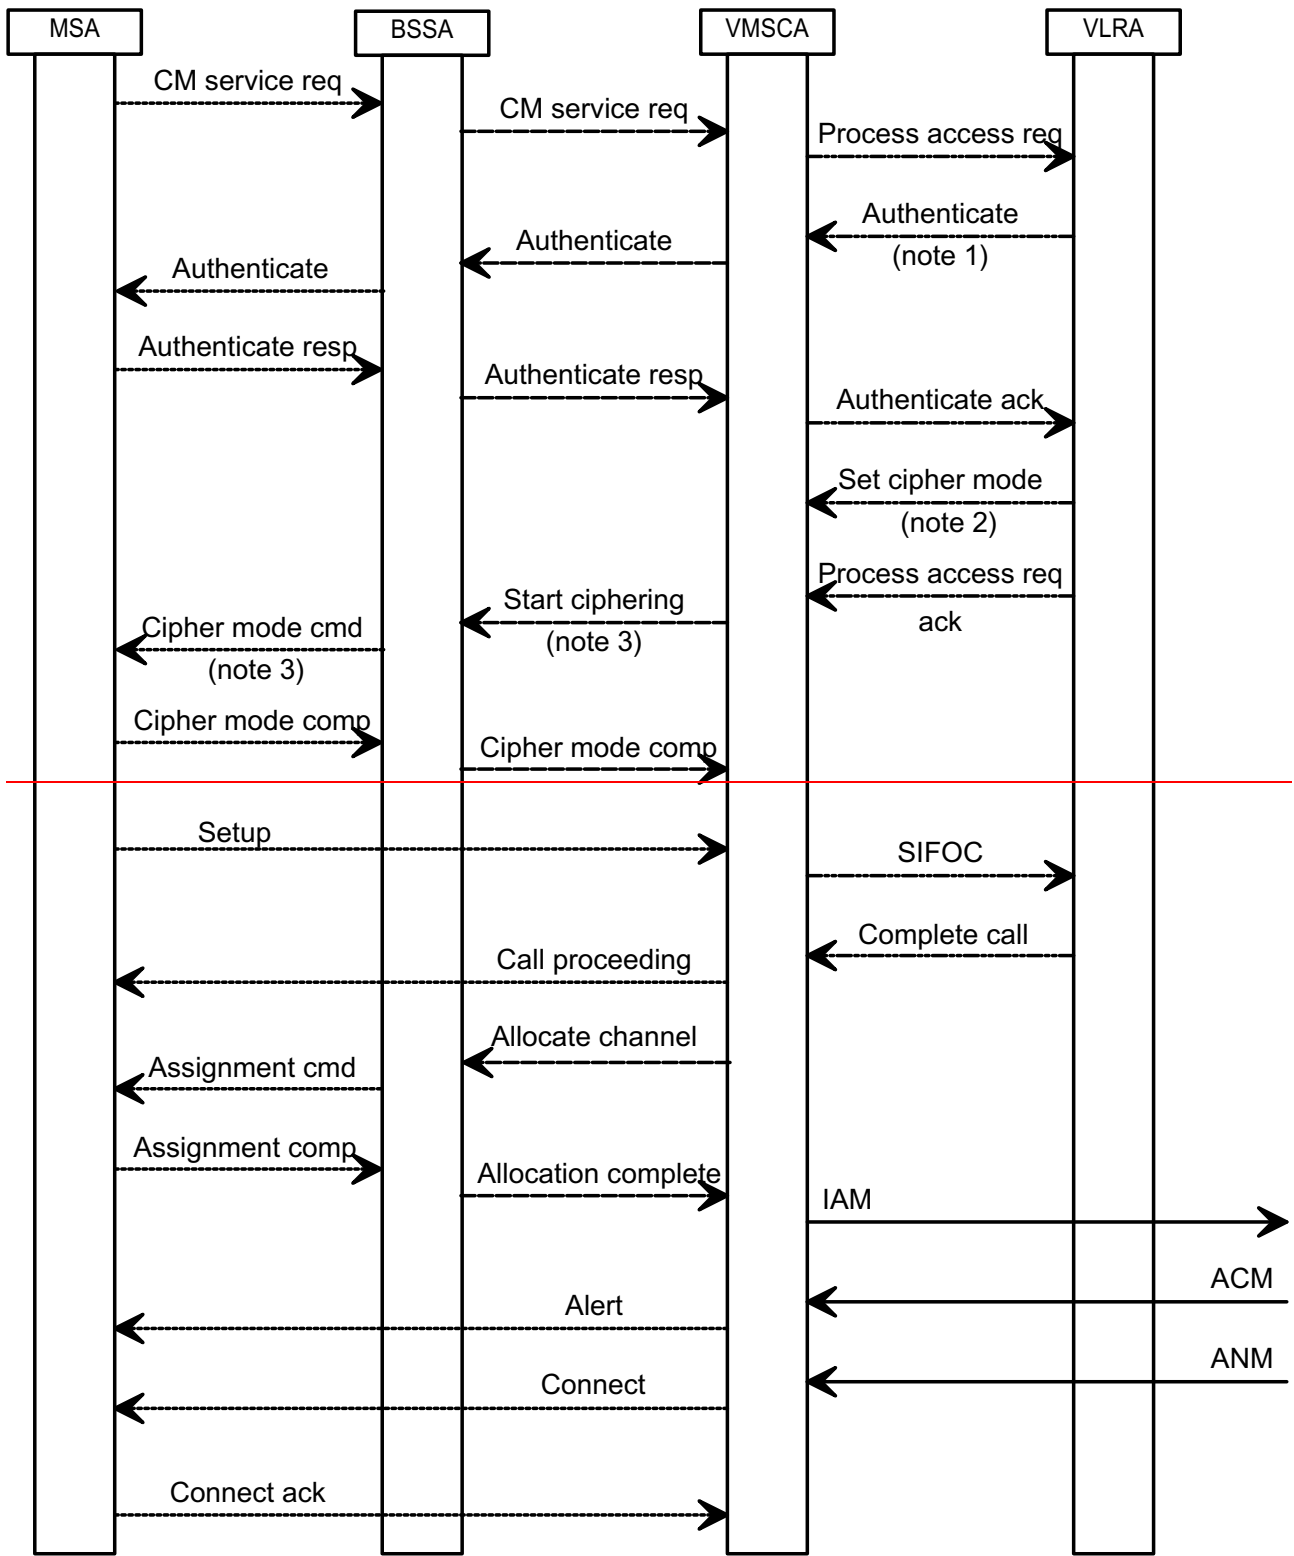 MSA
BSSA
VMSCA
VLRA
CM service req
CM service req
Process access req
Authenticate
(note 1)
Authenticate
Authenticate
Authenticate resp
Authenticate resp
Authenticate ack
Set cipher mode
(note 2)
Process access req
ack
Start ciphering
(note 3)
Cipher mode cmd
(note 3)
Cipher mode comp
Cipher mode comp
Setup
SIFOC
Complete call
Call proceeding
Allocate channel
Assignment cmd
Assignment comp
Allocation complete
IAM
ACM
Alert
ANM
Connect
Connect ack